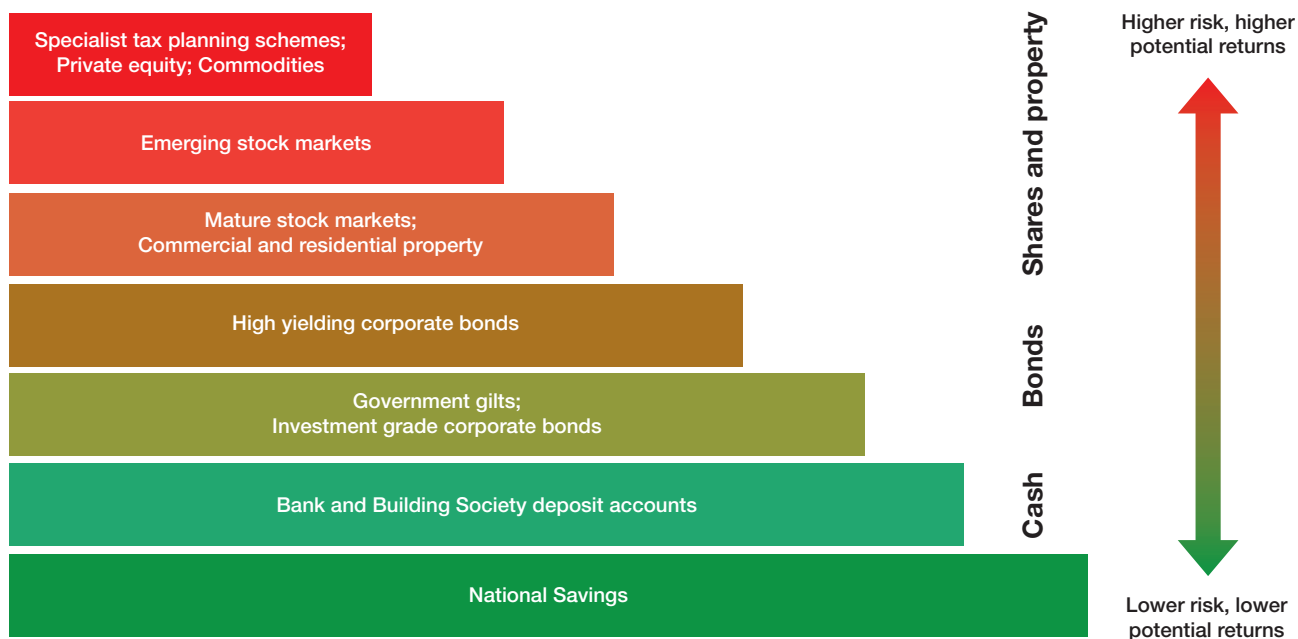 Specialist tax planning schemes;
Private equity; Commodities
Emerging stock markets
Mature stock markets;
Commercial and residential property
High yielding corporate bonds
Government gilts;
Investment grade corporate bonds
Bank and Building Society deposit accounts
National Savings
Shares and property
Bonds
Cash
Higher risk, higher
potential returns
Lower risk, lower
potential returns